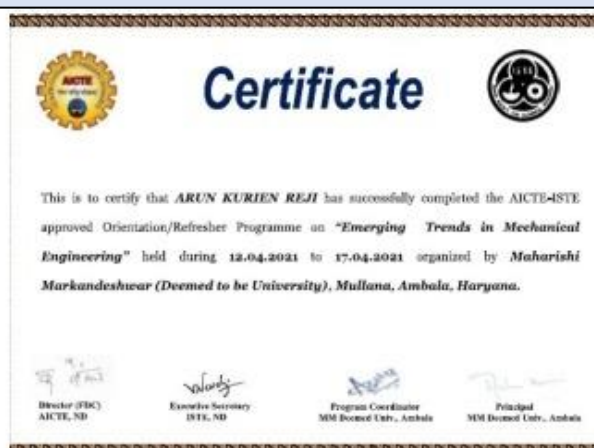 AICTE
Certificate
ISTE
This is to certify that ARUN KURIEN REJI has successfully completed the AICTE-ISTE
approved Orientation/Refresher Programme on "Emerging Trends in Mechanical
Engineering" held during 12.04.2021 to 17.04.2021 organized by Maharishi
Markandeshwar (Deemed to be University), Mullana, Ambala, Haryana.
Director (FDC)
AICTE, ND
Executive Secretary
ISTE, ND
Program Coordinator
MM Deemed Univ., Ambala
Principal
MM Deemed Univ., Ambala